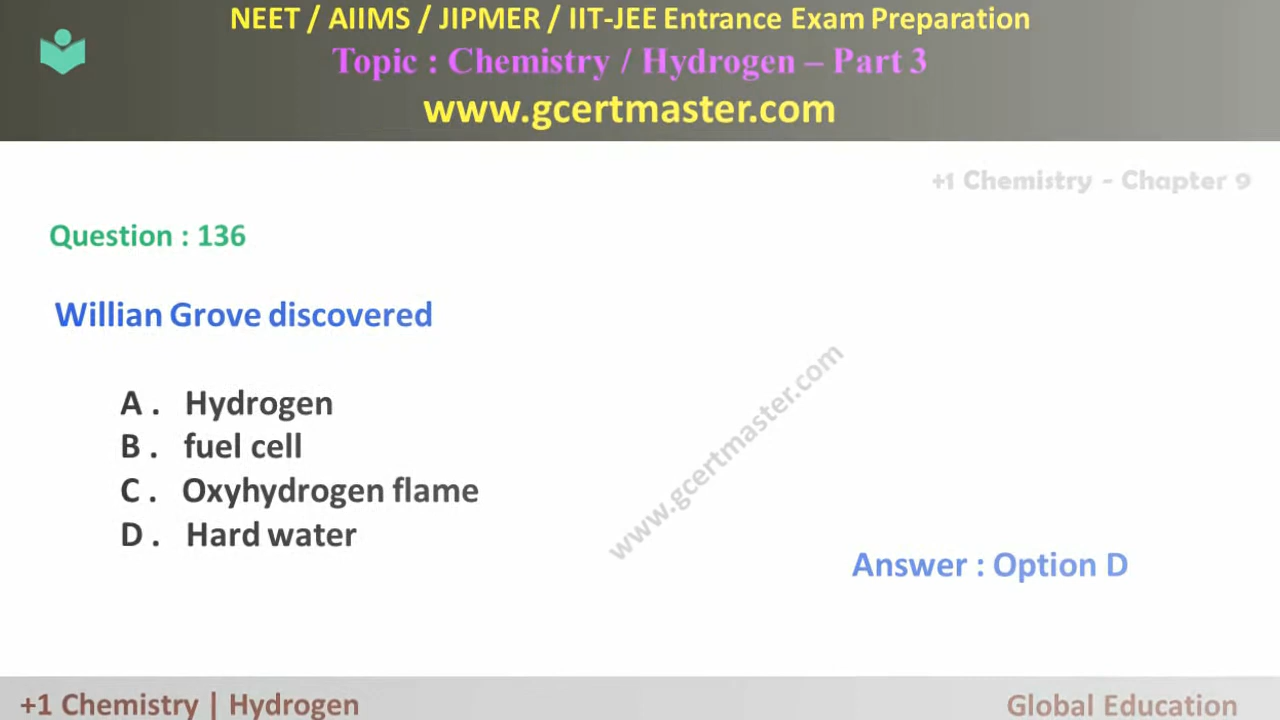 NEET / AIIMS / JIPMER / IIT-JEE Entrance Exam Preparation
Topic : Chemistry / Hydrogen – Part 3
www.gcertmaster.com
+1 Chemistry - Chapter 9
Question : 136
Willian Grove discovered
A . Hydrogen
B . fuel cell
C . Oxyhydrogen flame
D . Hard water
www.gcertmaster.com
Answer : Option D
+1 Chemistry | Hydrogen
Global Education